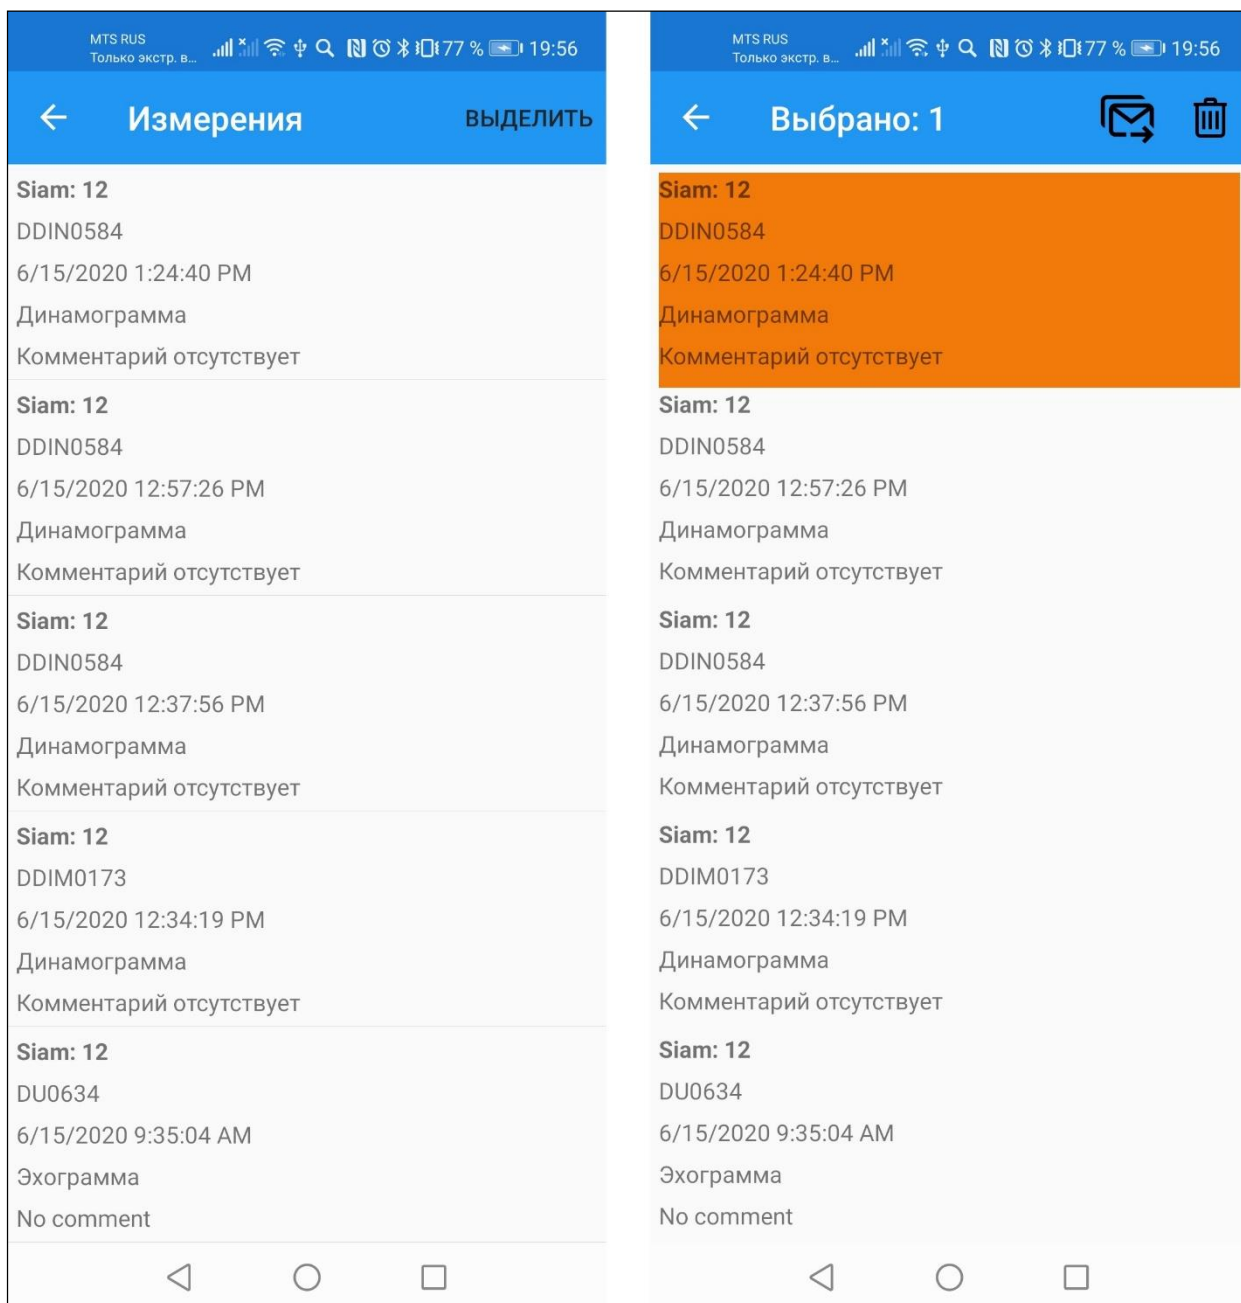 MTS RUS
Только экстр. в... 77 % 19:56
Измерения ВЫДЕЛИТЬ
Siam: 12
DDIN0584
6/15/2020 1:24:40 PM
Динамограмма
Комментарий отсутствует
Siam: 12
DDIN0584
6/15/2020 12:57:26 PM
Динамограмма
Комментарий отсутствует
Siam: 12
DDIN0584
6/15/2020 12:37:56 PM
Динамограмма
Комментарий отсутствует
Siam: 12
DDIM0173
6/15/2020 12:34:19 PM
Динамограмма
Комментарий отсутствует
Siam: 12
DU0634
6/15/2020 9:35:04 AM
Эхограмма
No comment
MTS RUS
Только экстр. в... 77 % 19:56
Выбрано: 1
Siam: 12
DDIN0584
6/15/2020 1:24:40 PM
Динамограмма
Комментарий отсутствует
Siam: 12
DDIN0584
6/15/2020 12:57:26 PM
Динамограмма
Комментарий отсутствует
Siam: 12
DDIN0584
6/15/2020 12:37:56 PM
Динамограмма
Комментарий отсутствует
Siam: 12
DDIM0173
6/15/2020 12:34:19 PM
Динамограмма
Комментарий отсутствует
Siam: 12
DU0634
6/15/2020 9:35:04 AM
Эхограмма
No comment